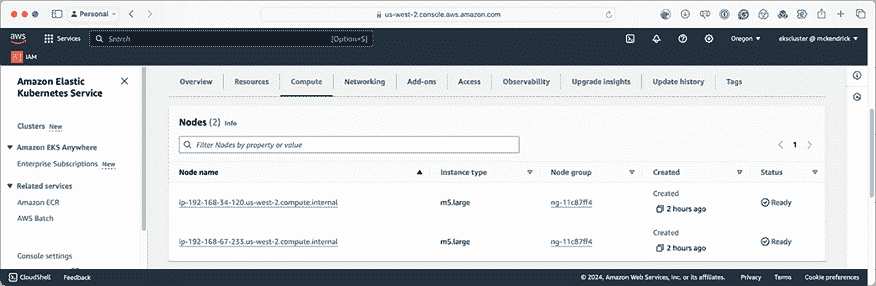 Personal
us-west-2.console.aws.amazon.com
aws
Services
Search
[Option+S]
Oregon
ekscluster @ mckendrick
IAM
Amazon Elastic
Kubernetes Service
Clusters New
Amazon EKS Anywhere
Enterprise Subscriptions New
Related services
Amazon ECR
AWS Batch
Console settings
Overview Resources Compute Networking Add-ons Access Observability Upgrade insights Update history Tags
Nodes (2) Info
Filter Nodes by property or value
1
Node name Instance type Node group Created Status
ip-192-168-34-120.us-west-2.compute.internal m5.large ng-11c87ff4 Created
2 hours ago Ready
ip-192-168-67-233.us-west-2.compute.internal m5.large ng-11c87ff4 Created
2 hours ago Ready
CloudShell Feedback © 2024, Amazon Web Services, Inc. or its affiliates. Privacy Terms Cookie preferences